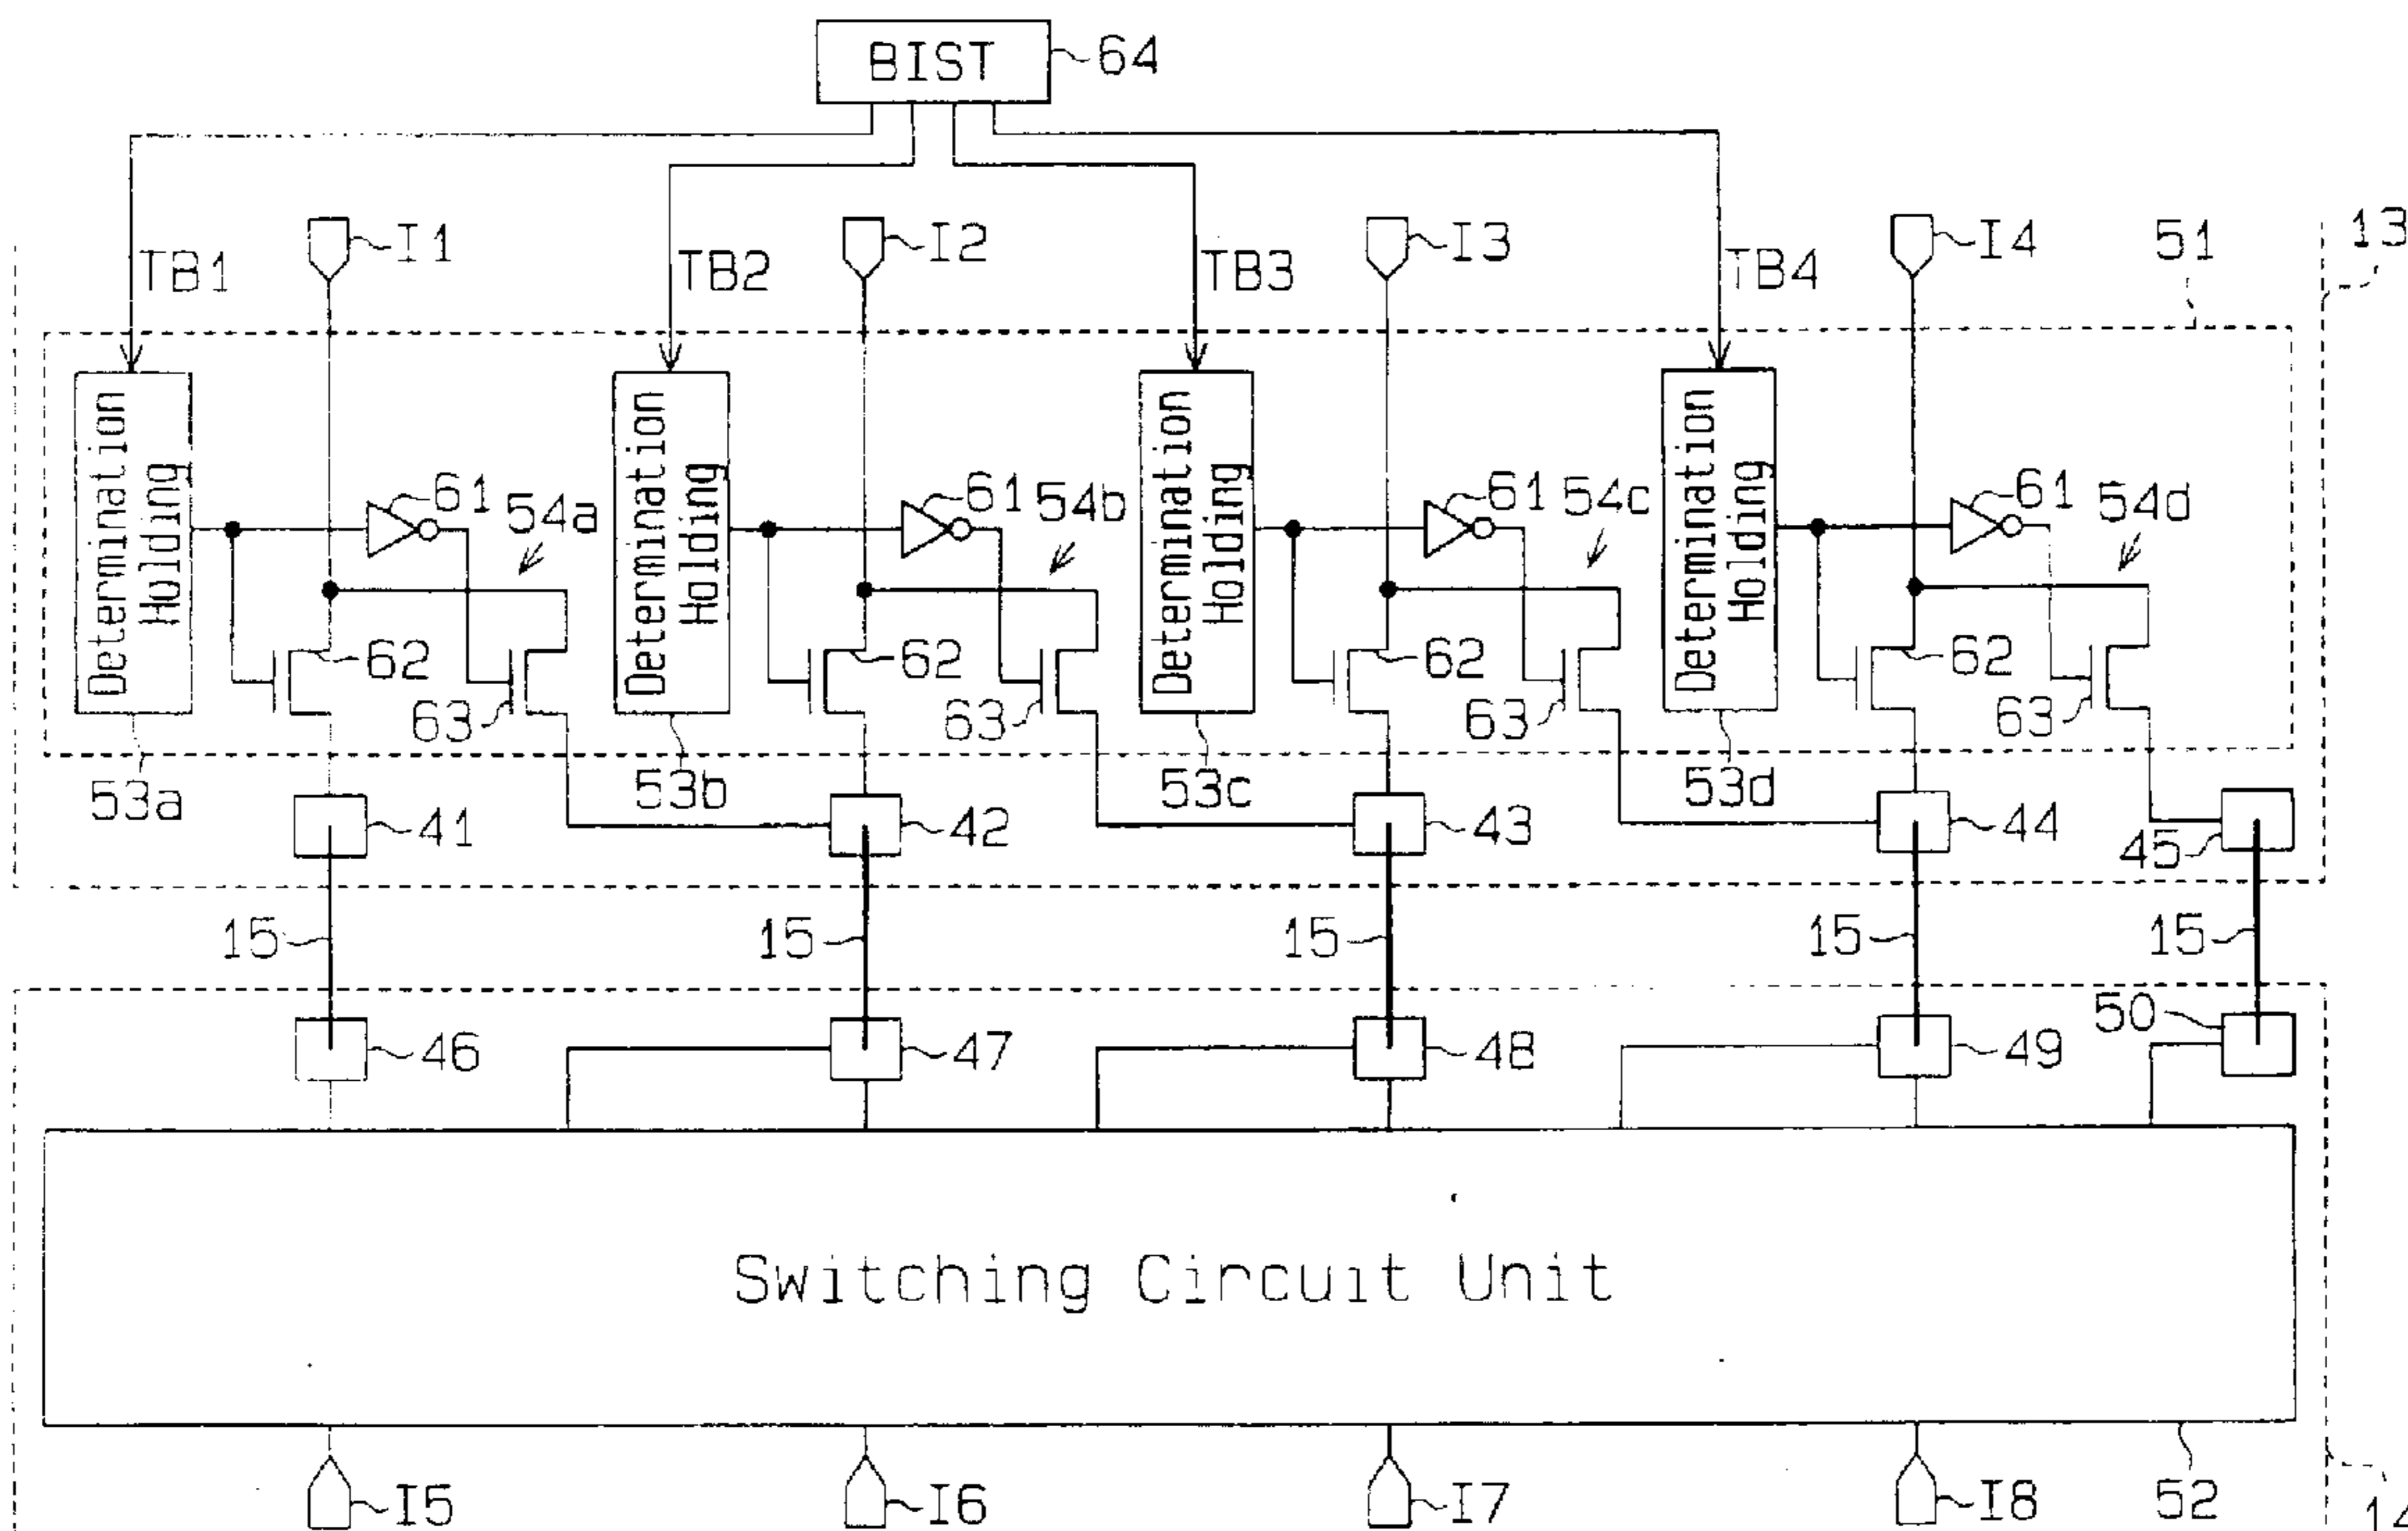 BIST
64
I1
I2
I3
I4
13
TB1
TB2
TB3
TB4
51
Determination Holding
61
54a
Determination Holding
61
54b
Determination Holding
61
54c
Determination Holding
61
54d
62
63
62
63
62
63
62
63
53a
53b
53c
53d
41
42
43
44
45
15
15
15
15
15
46
47
48
49
50
Switching Circuit Unit
I5
I6
I7
I8
52
14